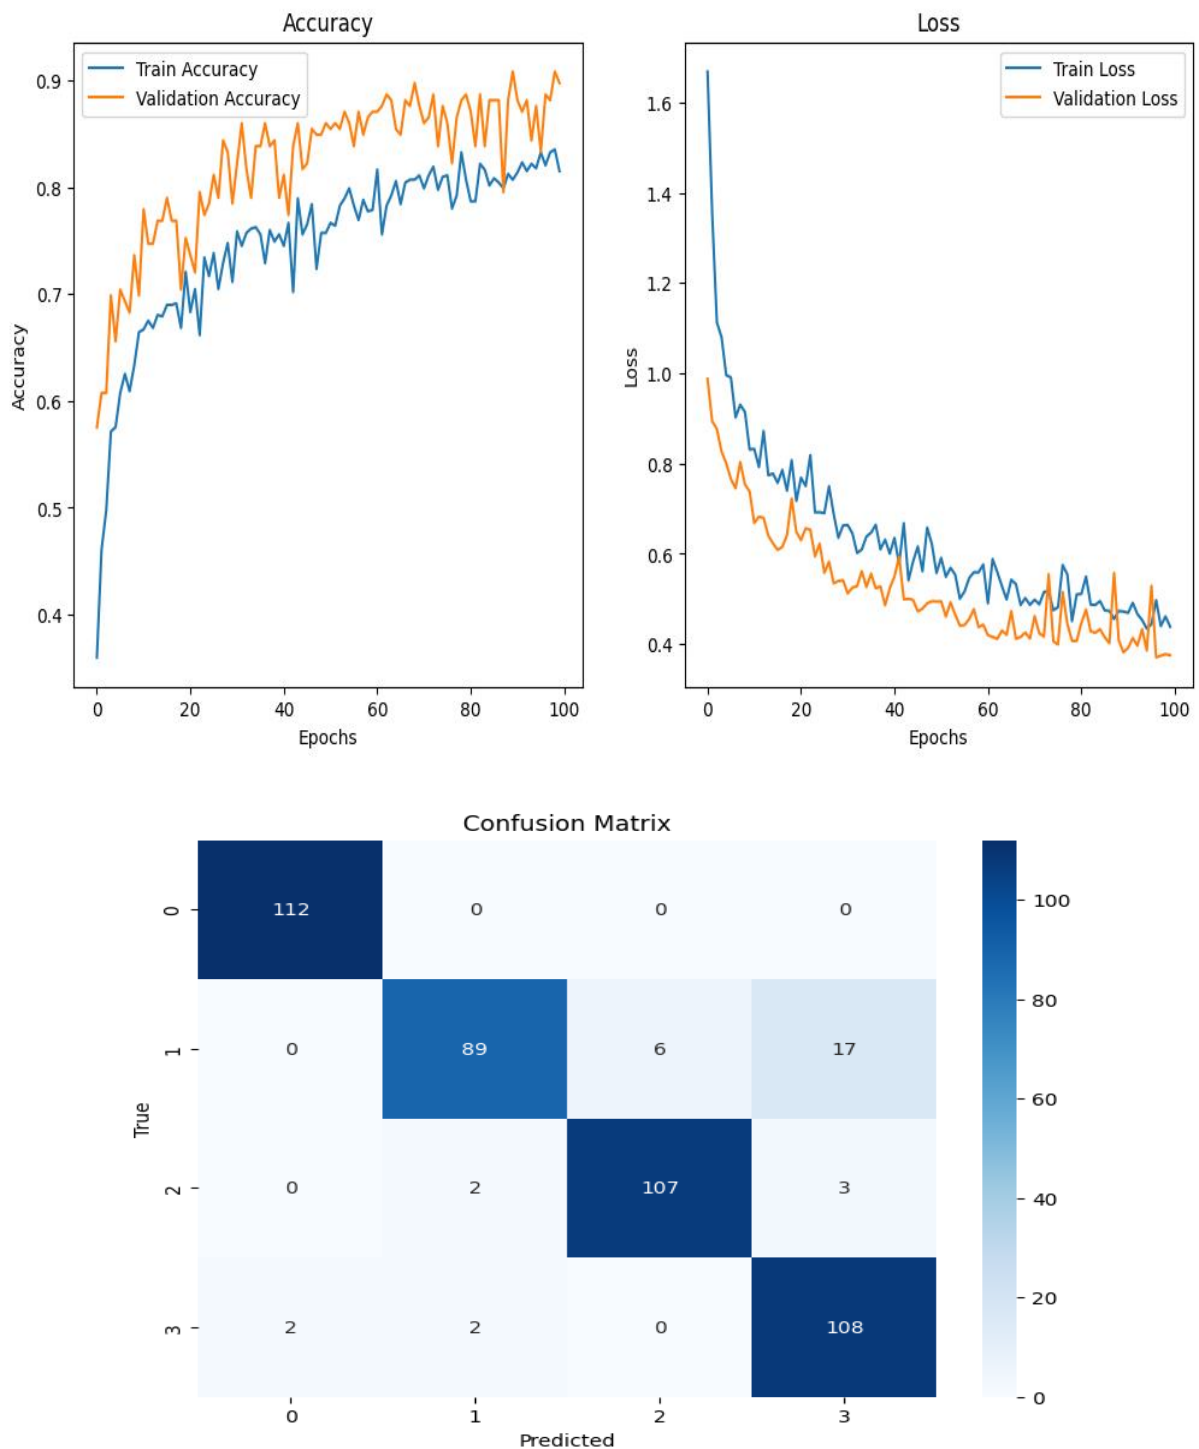 Accuracy
Train Accuracy
Validation Accuracy
0.9
0.8
0.7
0.6
0.5
0.4
Accuracy
0 20 40 60 80 100
Epochs
Loss
Train Loss
Validation Loss
1.6
1.4
1.2
1.0
0.8
0.6
0.4
Loss
0 20 40 60 80 100
Epochs
Confusion Matrix
0 112 0 0 0
1 0 89 6 17
2 0 2 107 3
3 2 2 0 108
True
0 1 2 3
Predicted
100
80
60
40
20
0